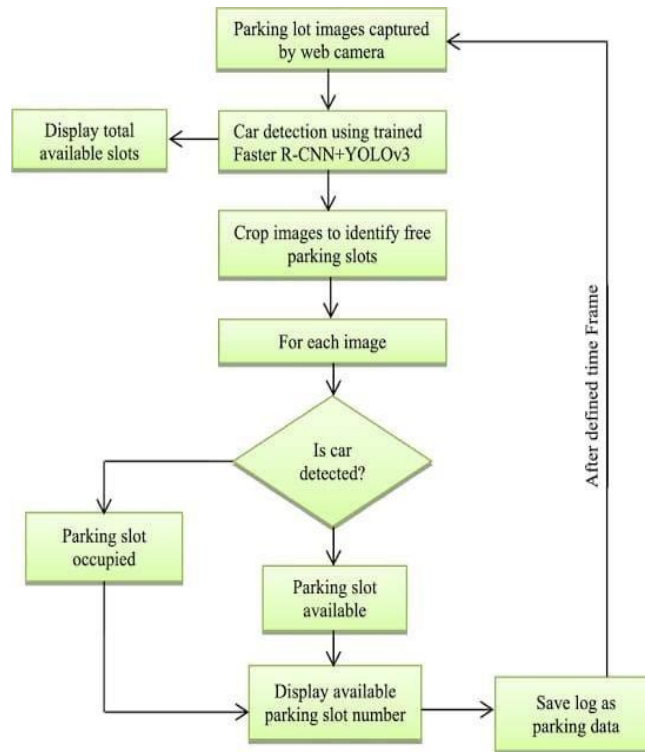 Parking lot images captured
by web camera
Display total
available slots
Car detection using trained
Faster R-CNN+YOLOv3
Crop images to identify free
parking slots
For each image
Is car
detected?
Parking slot
occupied
Parking slot
available
Display available
parking slot number
Save log as
parking data
After defined time Frame